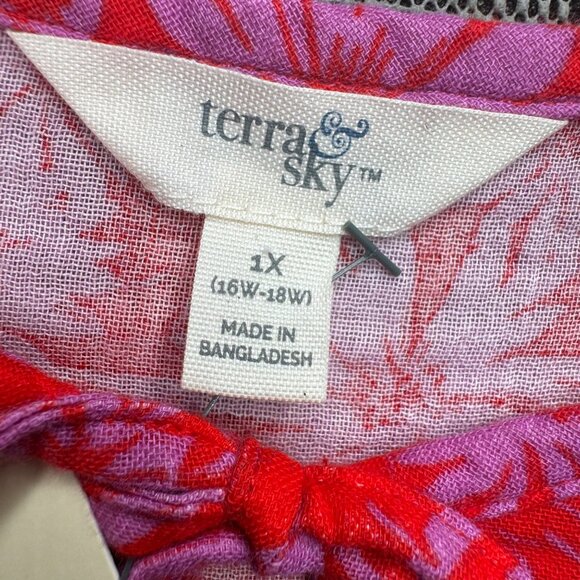 terra &
sky™
1X
(16W-18W)
MADE IN
BANGLADESH